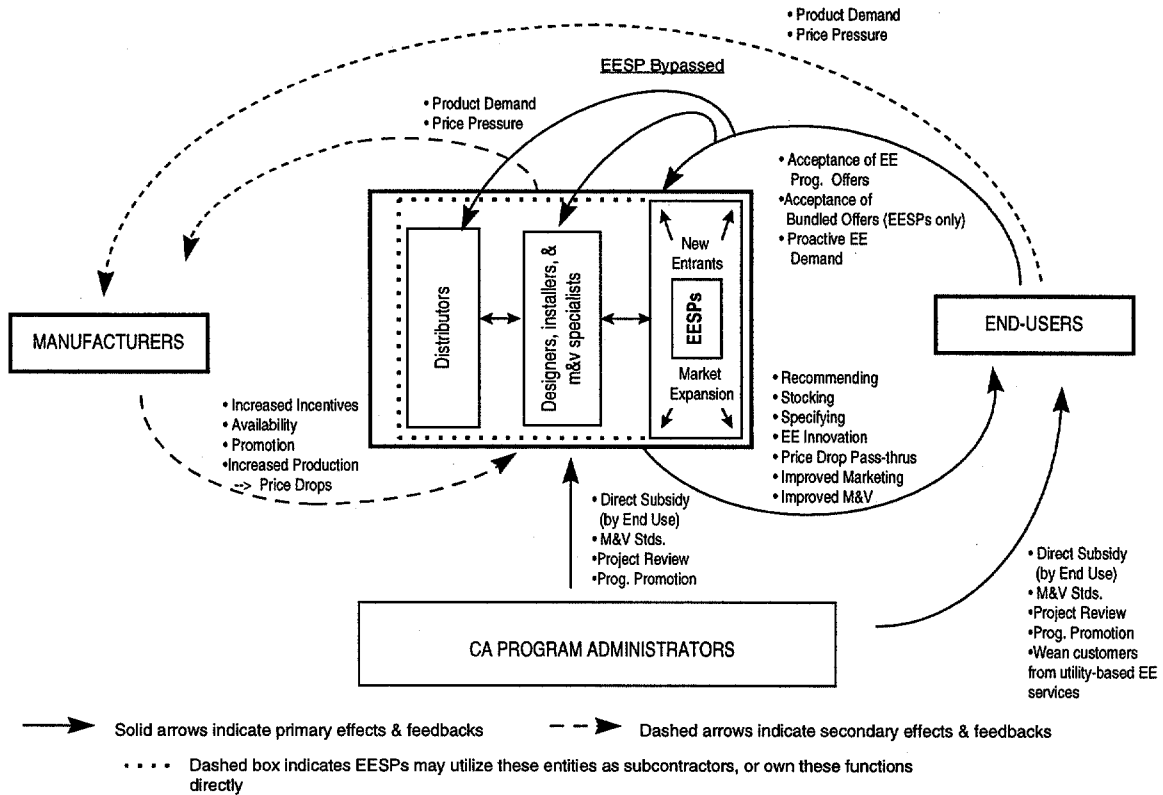 • Product Demand
• Price Pressure
EESP Bypassed
• Product Demand
• Price Pressure
• Acceptance of EE
Prog. Offers
•Acceptance of
Bundled Offers (EESPs only)
• Proactive EE
Demand
Distributors
Designers, installers, &
m&v specialists
New
Entrants
EESPs
Market
Expansion
MANUFACTURERS
END-USERS
• Increased Incentives
• Availability
• Promotion
•Increased Production
--> Price Drops
• Recommending
• Stocking
• Specifying
• EE Innovation
• Price Drop Pass-thrus
• Improved Marketing
• Improved M&V
• Direct Subsidy
(by End Use)
• M&V Stds.
• Project Review
• Prog. Promotion
• Direct Subsidy
(by End Use)
• M&V Stds.
• Project Review
• Prog. Promotion
•Wean customers
from utility-based EE
services
CA PROGRAM ADMINISTRATORS
Solid arrows indicate primary effects & feedbacks
Dashed arrows indicate secondary effects & feedbacks
Dashed box indicates EESPs may utilize these entities as subcontractors, or own these functions
directly